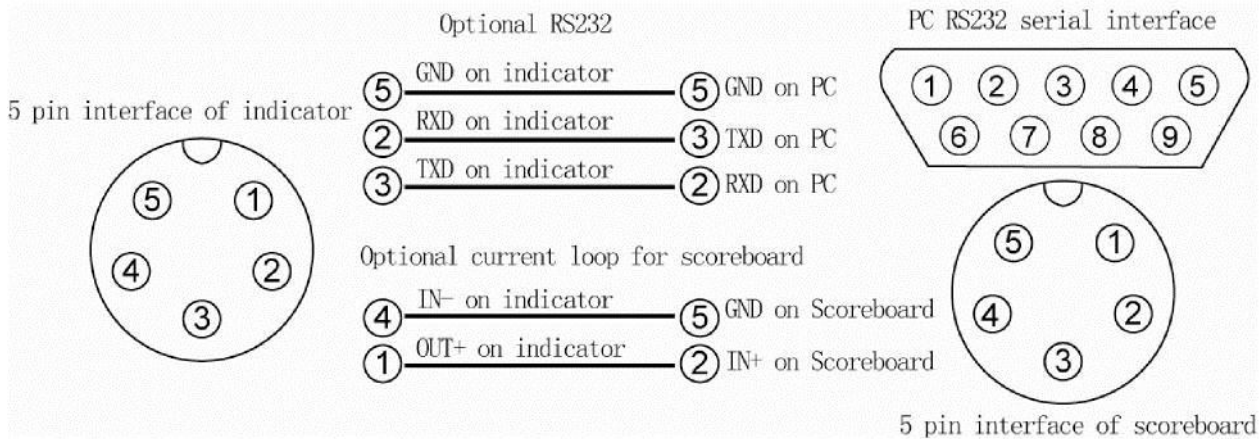 Optional RS232
PC RS232 serial interface
5 pin interface of indicator
5 GND on indicator 5 GND on PC
2 RXD on indicator 3 TXD on PC
3 TXD on indicator 2 RXD on PC
Optional current loop for scoreboard
4 IN- on indicator 5 GND on Scoreboard
1 OUT+ on indicator 2 IN+ on Scoreboard
5 1
4 2
3
1 2 3 4 5
6 7 8 9
5 1
4 2
3
5 pin interface of scoreboard